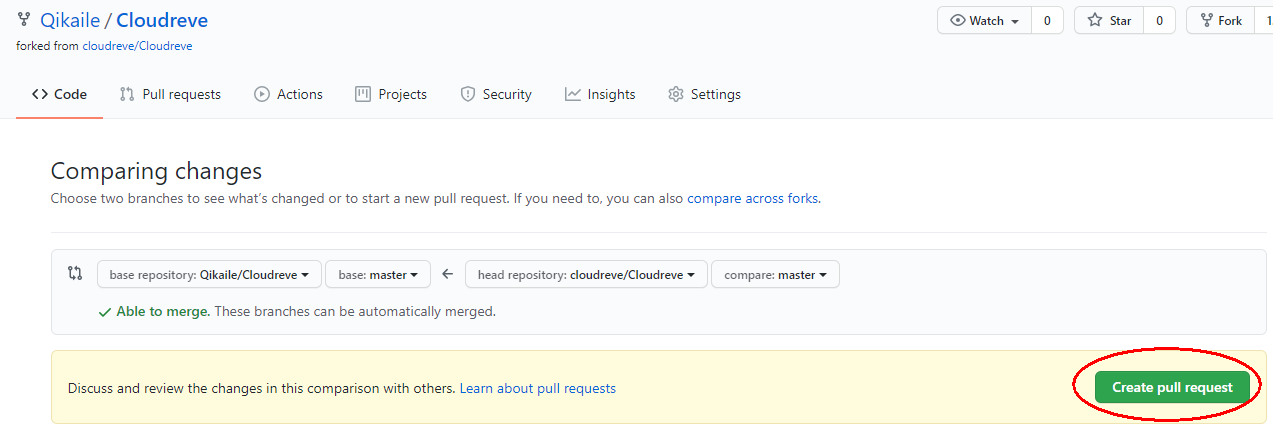 Qikaile / Cloudreve Watch 0 Star 0 Fork 1
forked from cloudreve/Cloudreve
Code Pull requests Actions Projects Security Insights Settings
Comparing changes
Choose two branches to see what's changed or to start a new pull request. If you need to, you can also compare across forks.
base repository: Qikaile/Cloudreve base: master head repository: cloudreve/Cloudreve compare: master
Able to merge. These branches can be automatically merged.
Discuss and review the changes in this comparison with others. Learn about pull requests Create pull request